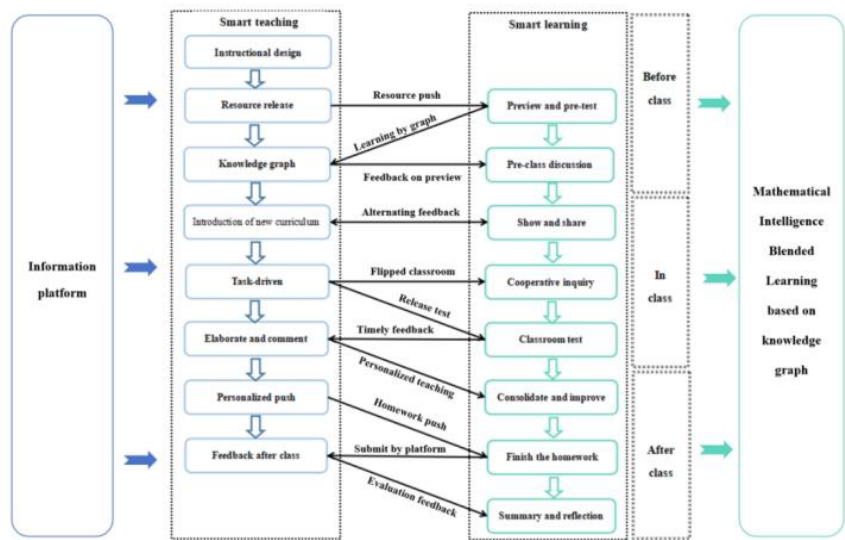 Smart teaching
Smart learning
Instructional design
Before
class
Resource release
Resource push
Preview and pre-test
Learning by graph
Knowledge graph
Feedback on preview
Pre-class discussion
Introduction of new curriculum
Alternating feedback
Show and share
Information
platform
Mathematical
Intelligence
Blended
Learning
based on
knowledge
graph
Task-driven
Flipped classroom
Cooperative inquiry
In
class
Release test
Elaborate and comment
Timely feedback
Classroom test
Personalized teaching
Personalized push
Consolidate and improve
Homework push
Feedback after class
Submit by platform
Finish the homework
After
class
Evaluation feedback
Summary and reflection